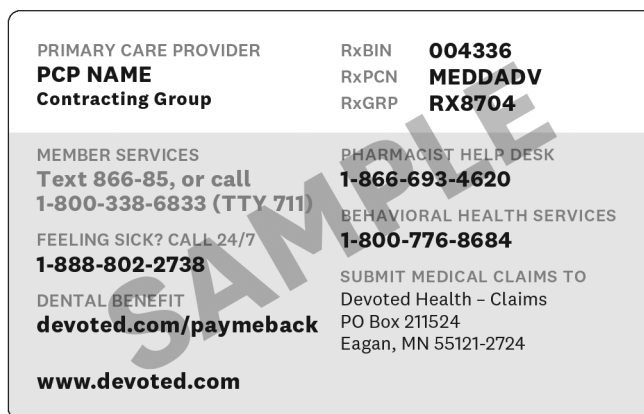 PRIMARY CARE PROVIDER
PCP NAME
Contracting Group
RxBIN 004336
RxPCN MEDDADV
RxGRP RX8704
MEMBER SERVICES
Text 866-85, or call
1-800-338-6833 (TTY 711)
FEELING SICK? CALL 24/7
1-888-802-2738
DENTAL BENEFIT
devoted.com/paymeback
www.devoted.com
PHARMACIST HELP DESK
1-866-693-4620
BEHAVIORAL HEALTH SERVICES
1-800-776-8684
SUBMIT MEDICAL CLAIMS TO
Devoted Health – Claims
PO Box 211524
Eagan, MN 55121-2724
SAMPLE